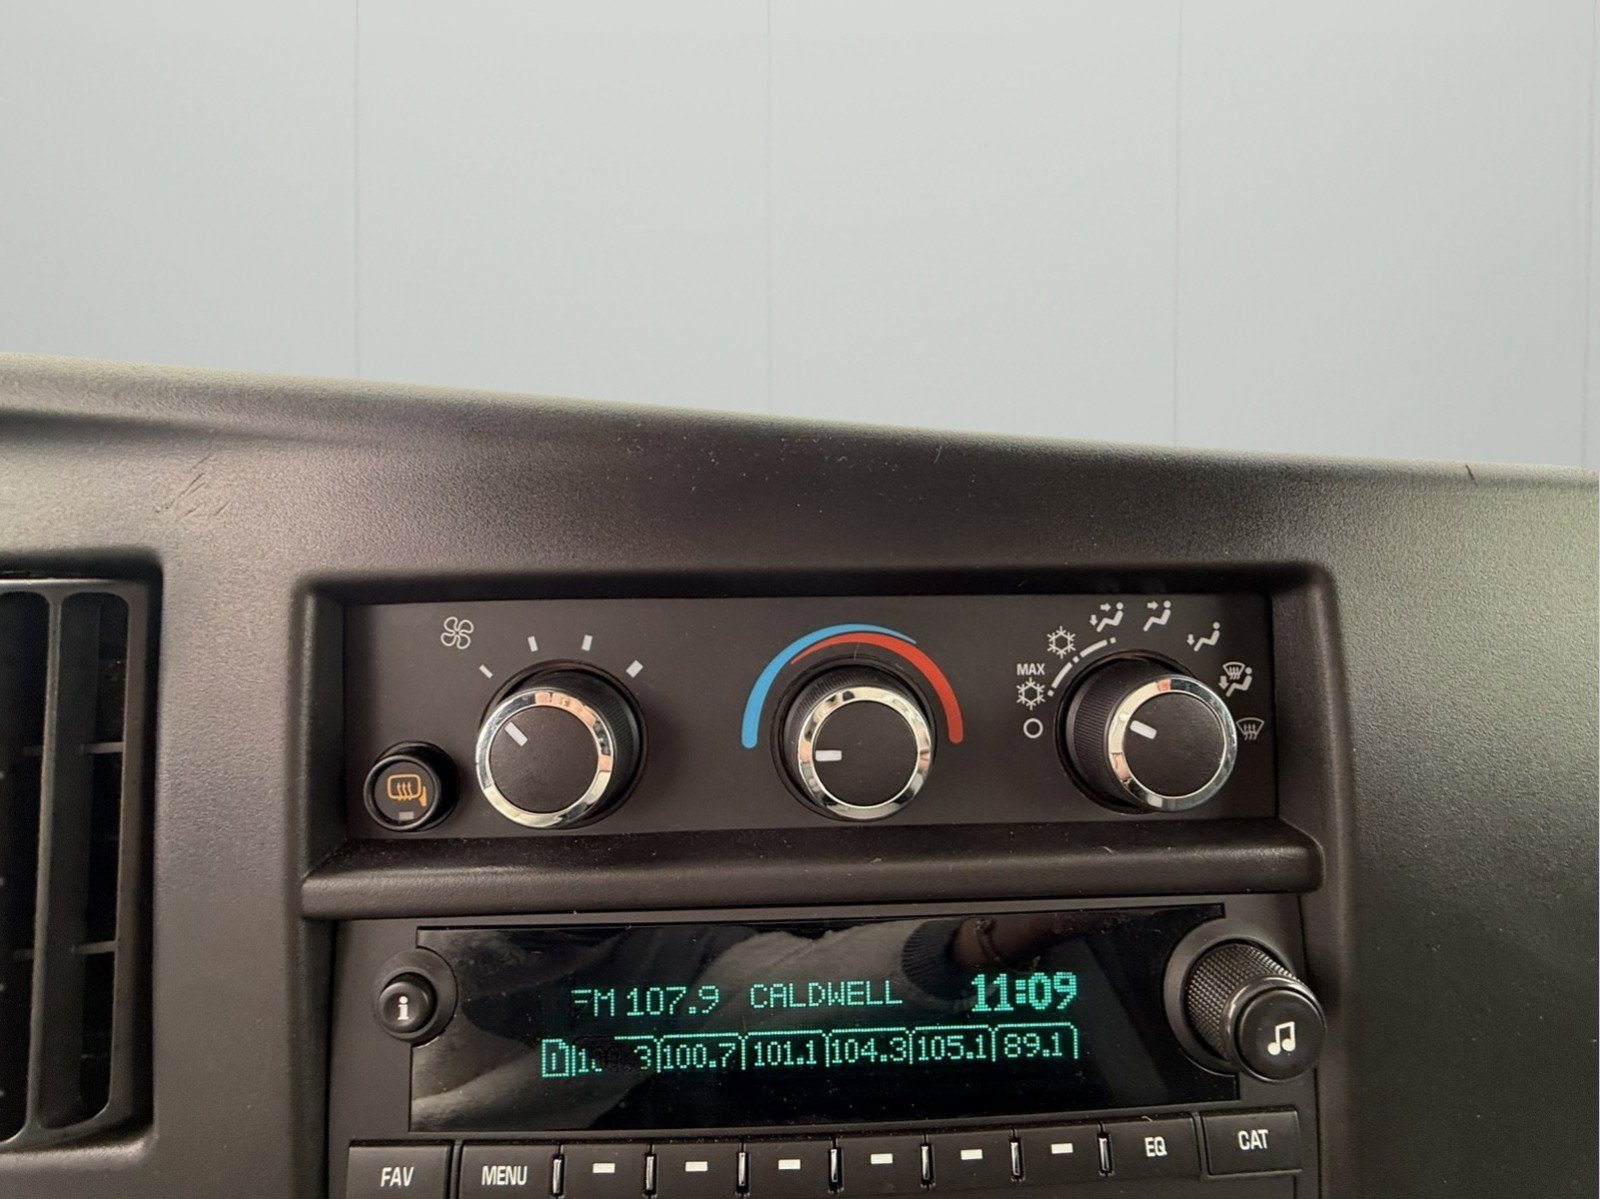 MAX
FM 107.9 CALDWELL 11:09
100.7 101.1 104.3 105.1 89.1
i
FAV MENU EQ CAT